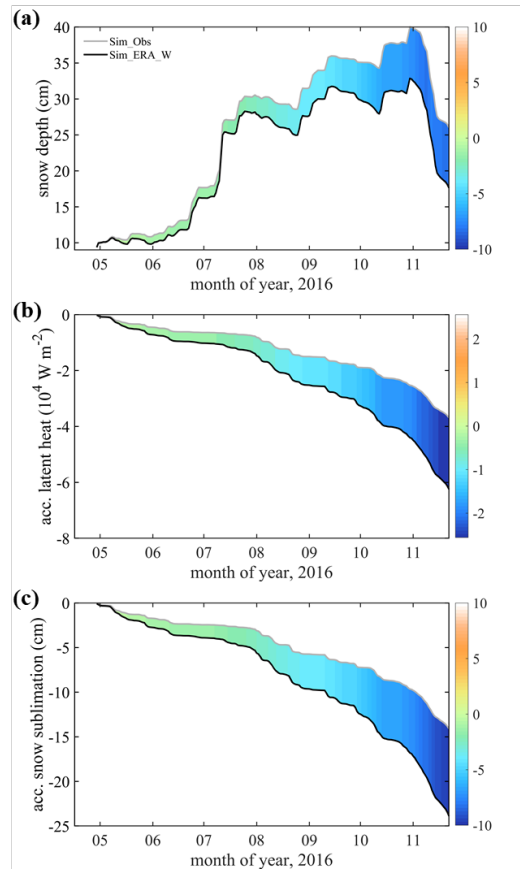 (a)
Sim_Obs
Sim_ERA_W
snow depth (cm)
40
35
30
25
20
15
10
05 06 07 08 09 10 11
month of year, 2016
10
5
0
-5
-10
(b)
acc. latent heat (10⁴ W m⁻²)
0
-2
-4
-6
-8
05 06 07 08 09 10 11
month of year, 2016
2
1
0
-1
-2
(c)
acc. snow sublimation (cm)
0
-5
-10
-15
-20
-25
05 06 07 08 09 10 11
month of year, 2016
10
5
0
-5
-10